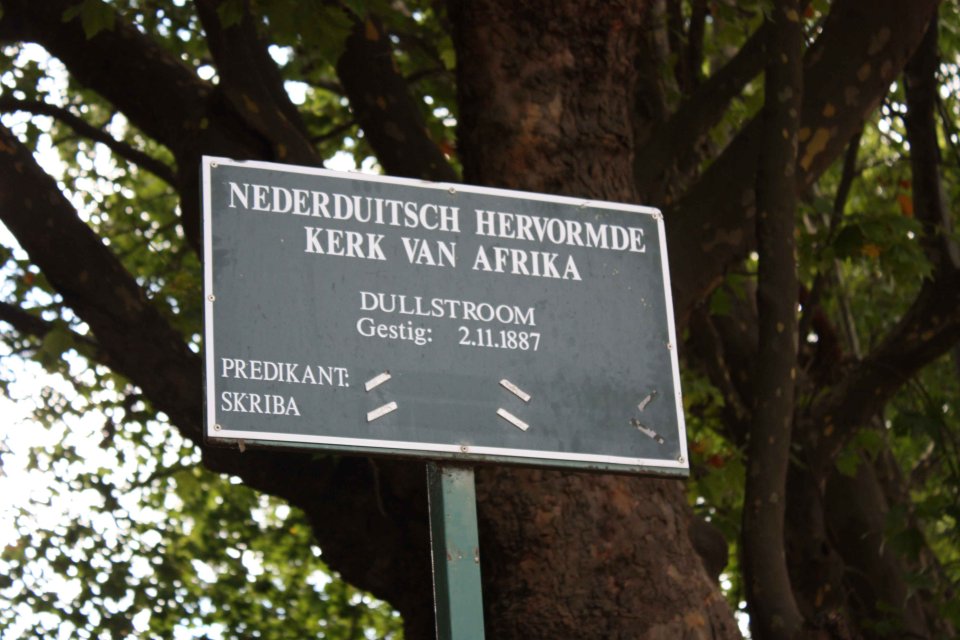 NEDERDUITSCH HERVORMDE
KERK VAN AFRIKA
DULLSTROOM
Gestig: 2.11.1887
PREDIKANT:
SKRIBA